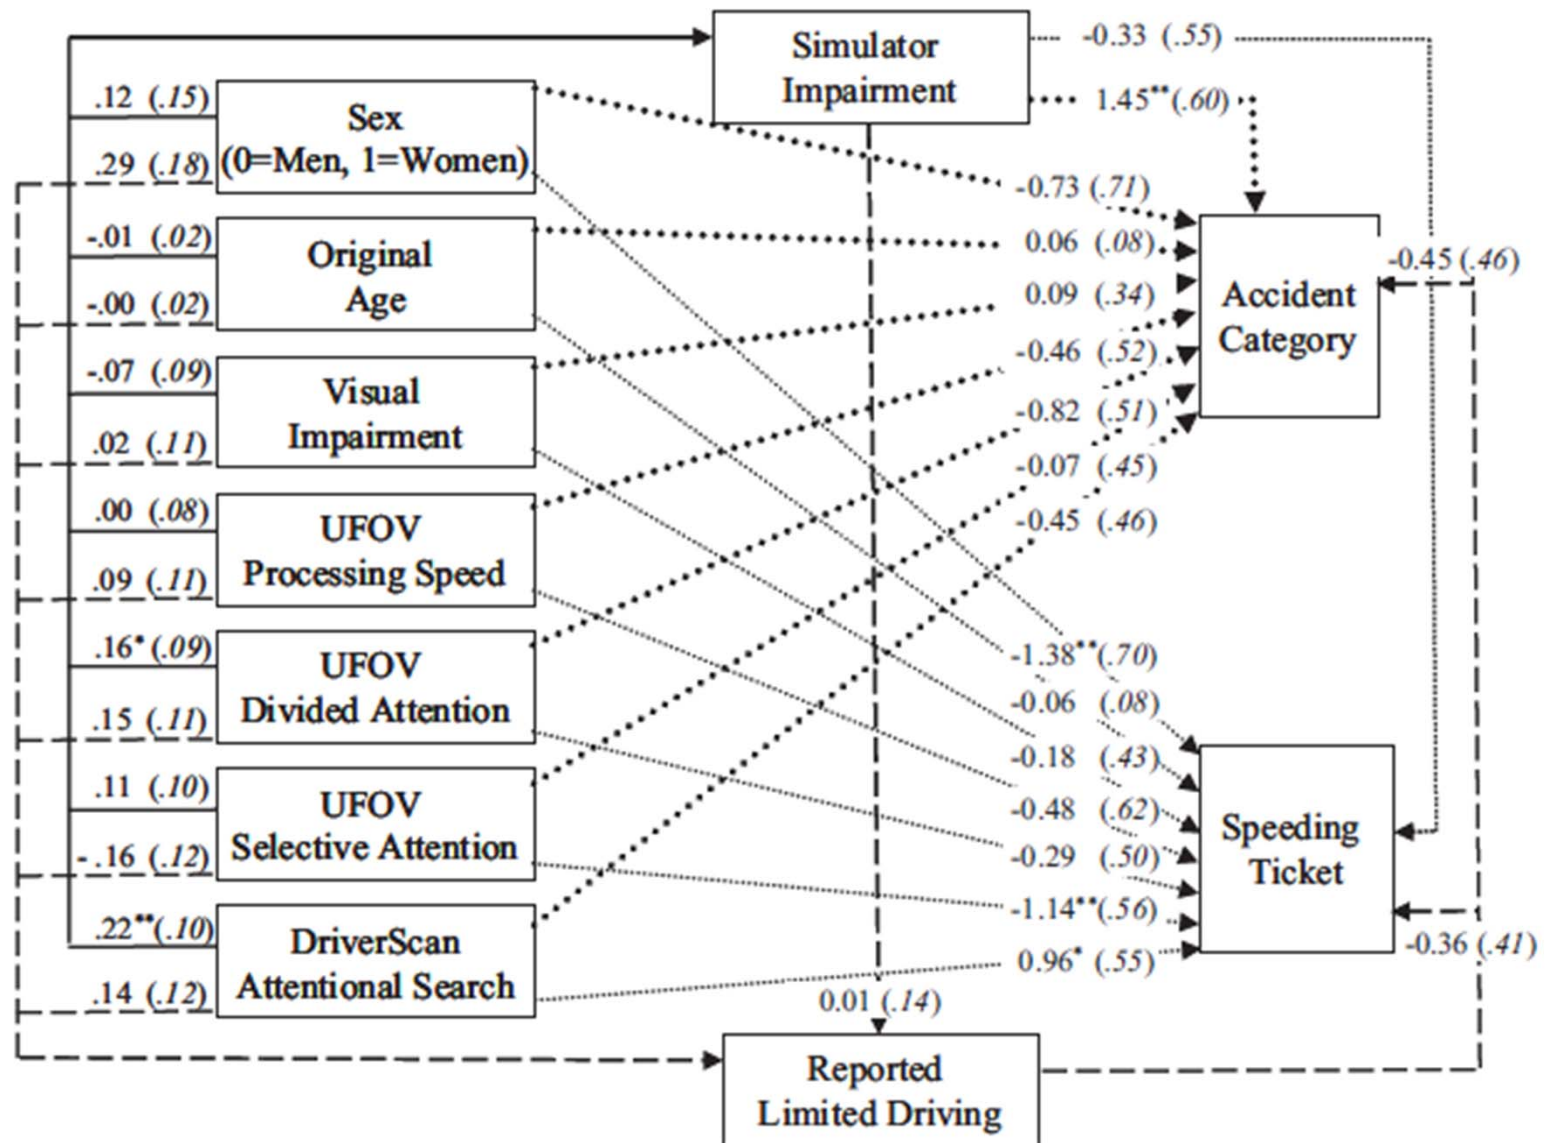 Simulator
Impairment
-0.33 (.55)
1.45**(.60)
.12 (.15)
.29 (.18)
Sex
(0=Men, 1=Women)
-.01 (.02)
-.00 (.02)
Original
Age
-.07 (.09)
.02 (.11)
Visual
Impairment
.00 (.08)
.09 (.11)
UFOV
Processing Speed
.16*(.09)
.15 (.11)
UFOV
Divided Attention
.11 (.10)
-.16 (.12)
UFOV
Selective Attention
.22**(.10)
.14 (.12)
DriverScan
Attentional Search
-0.73 (.71)
0.06 (.08)
0.09 (.34)
-0.46 (.52)
-0.82 (.51)
-0.07 (.45)
-0.45 (.46)
Accident
Category
-0.45 (.46)
-1.38**(.70)
-0.06 (.08)
-0.18 (.43)
-0.48 (.62)
-0.29 (.50)
-1.14**(.56)
0.96* (.55)
Speeding
Ticket
-0.36 (.41)
0.01 (.14)
Reported
Limited Driving